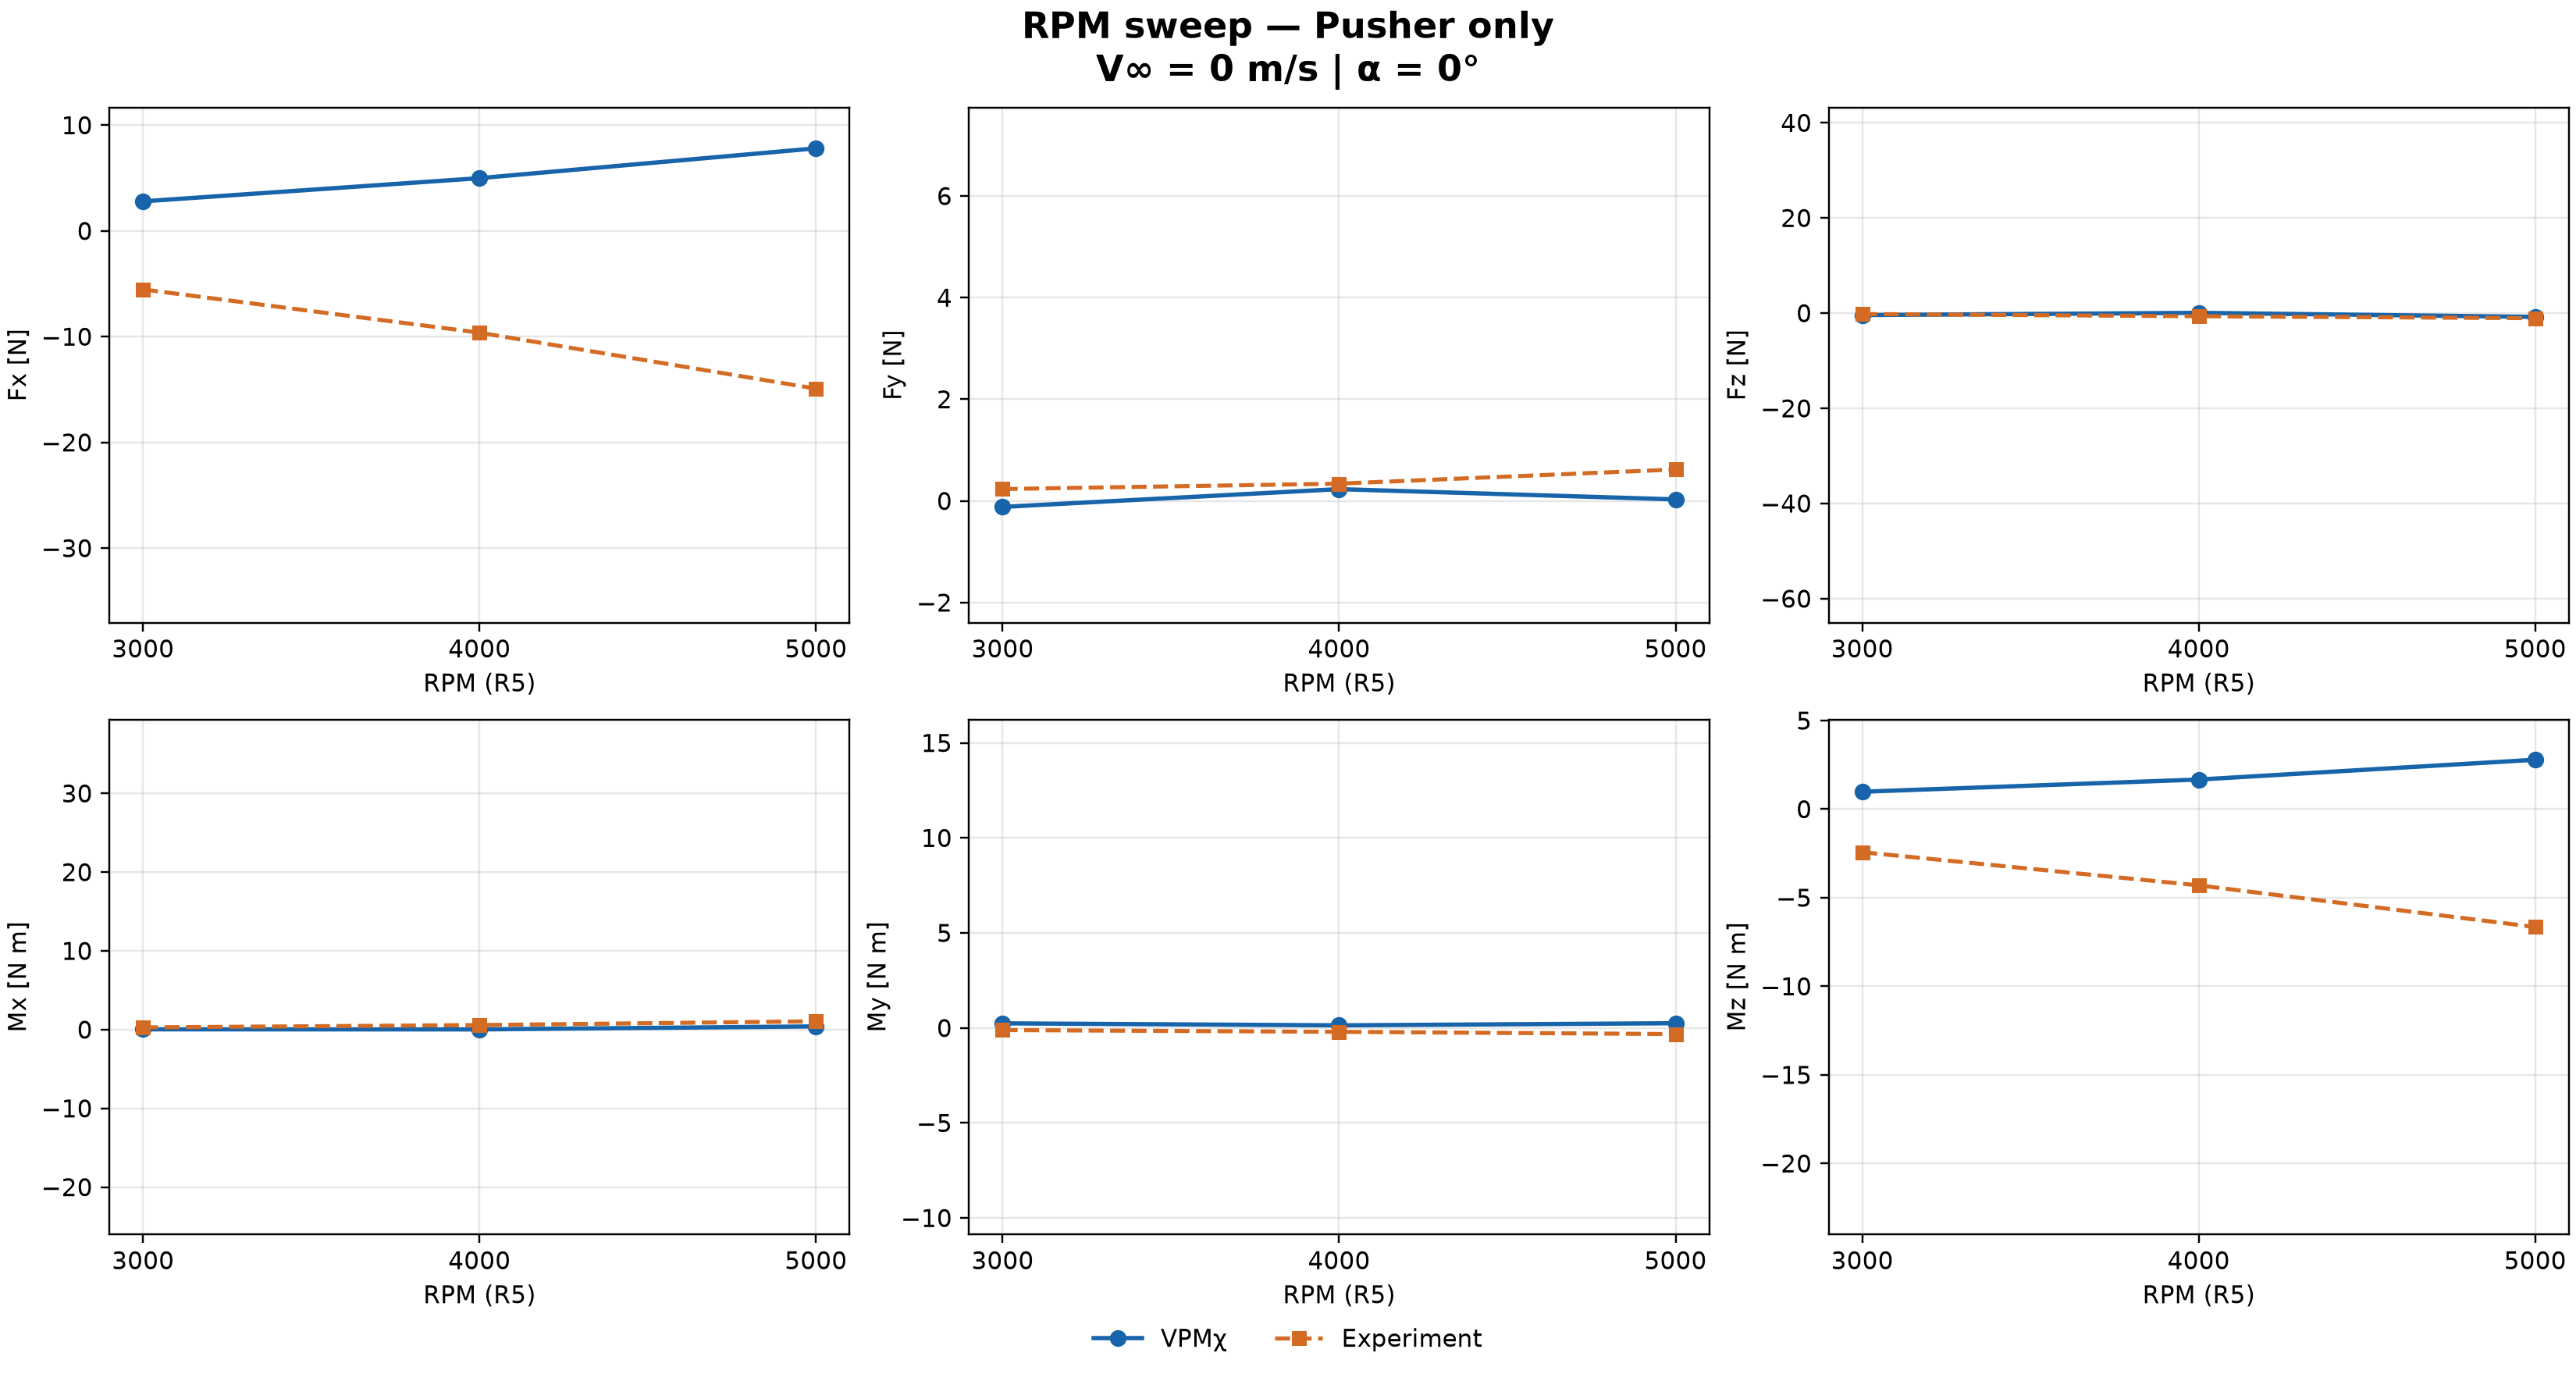 RPM sweep — Pusher only
V∞ = 0 m/s | α = 0°
10
0
−10
−20
−30
Fx [N]
3000 4000 5000
RPM (R5)
6
4
2
0
−2
Fy [N]
3000 4000 5000
RPM (R5)
40
20
0
−20
−40
−60
Fz [N]
3000 4000 5000
RPM (R5)
30
20
10
0
−10
−20
Mx [N m]
3000 4000 5000
RPM (R5)
15
10
5
0
−5
−10
My [N m]
3000 4000 5000
RPM (R5)
5
0
−5
−10
−15
−20
Mz [N m]
3000 4000 5000
RPM (R5)
VPMχ Experiment